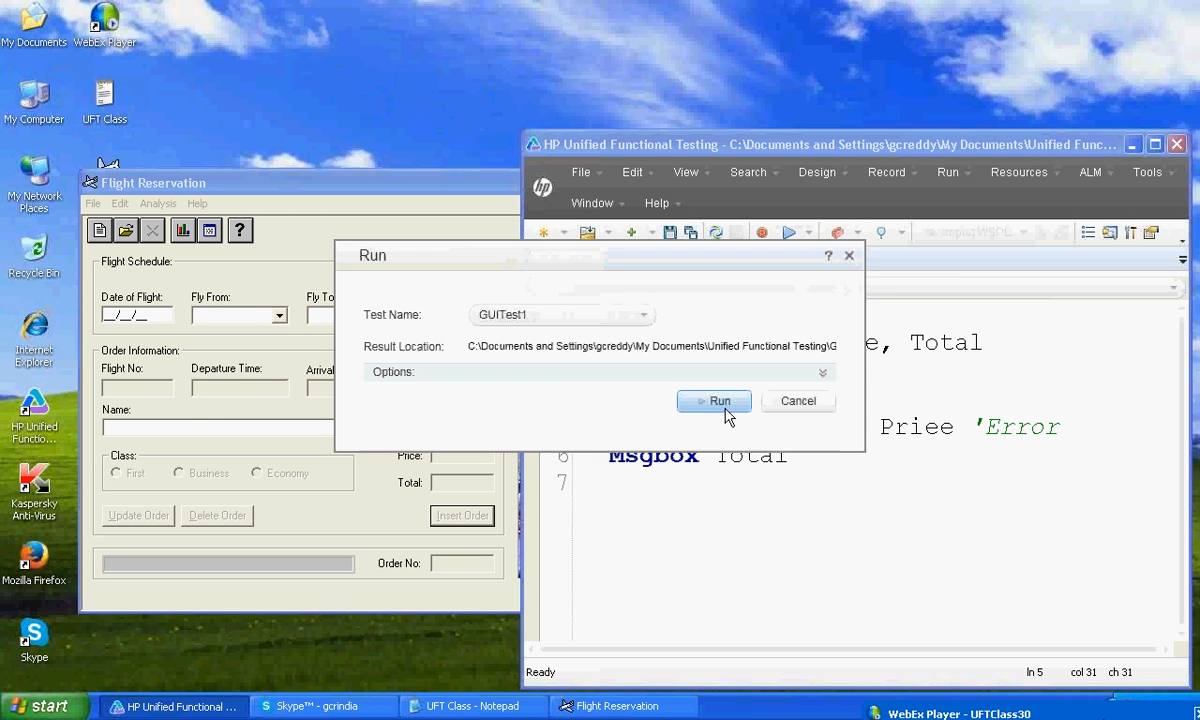 My Documents
WebEx Player
My Computer
UFT Class
My Network
Places
Recycle Bin
Internet
Explorer
HP Unified
Functio...
Kaspersky
Anti-Virus
Mozilla Firefox
Skype
Flight Reservation
File Edit Analysis Help
Flight Schedule:
Date of Flight: Fly From: Fly To
__/__/__
Order Information:
Flight No: Departure Time: Arrival
Name:
Class:
First Business Economy
Price:
Total:
Update Order Delete Order Insert Order
Order No:
HP Unified Functional Testing - C:\Documents and Settings\gcreddy\My Documents\Unified Func...
hp
File Edit View Search Design Record Run Resources ALM Tools
Window Help
Run
? X
Test Name: GUITest1
Result Location: C:\Documents and Settings\gcreddy\My Documents\Unified Functional Testing\G
Options:
Run Cancel
e, Total
Priee 'Error
6 Msgbox Total
7
Ready ln 5 col 31 ch 31
start
HP Unified Functional ...
Skype™ - gcrindia
UFT Class - Notepad
Flight Reservation
WebEx Player - UFTClass30